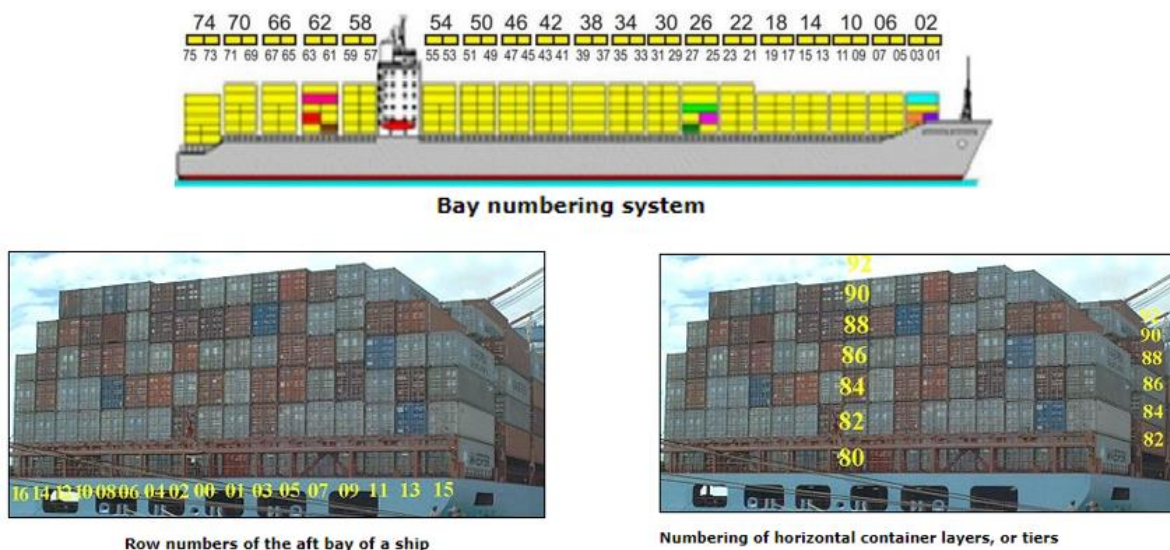 74 70 66 62 58 54 50 46 42 38 34 30 26 22 18 14 10 06 02
75 73 71 69 67 65 63 61 59 57 55 53 51 49 47 45 43 41 39 37 35 33 31 29 27 25 23 21 19 17 15 13 11 09 07 05 03 01
Bay numbering system
16 14 12 10 08 06 04 02 00 01 03 05 07 09 11 13 15
Row numbers of the aft bay of a ship
92
90
88
86
84
82
80
92
90
88
86
84
82
Numbering of horizontal container layers, or tiers